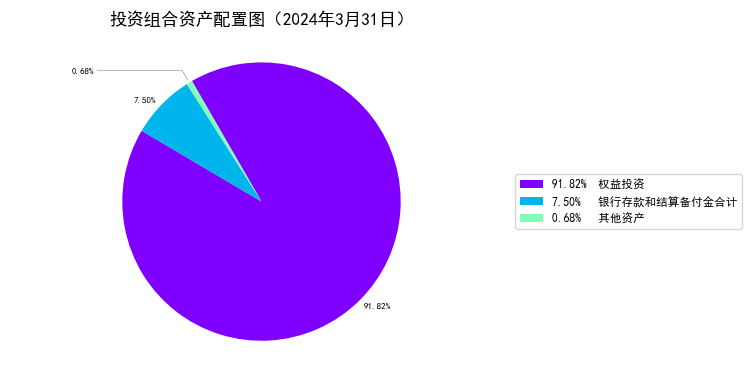 投资组合资产配置图（2024年3月31日）
0.68%
7.50%
91.82% 权益投资
7.50% 银行存款和结算备付金合计
0.68% 其他资产
91.82%